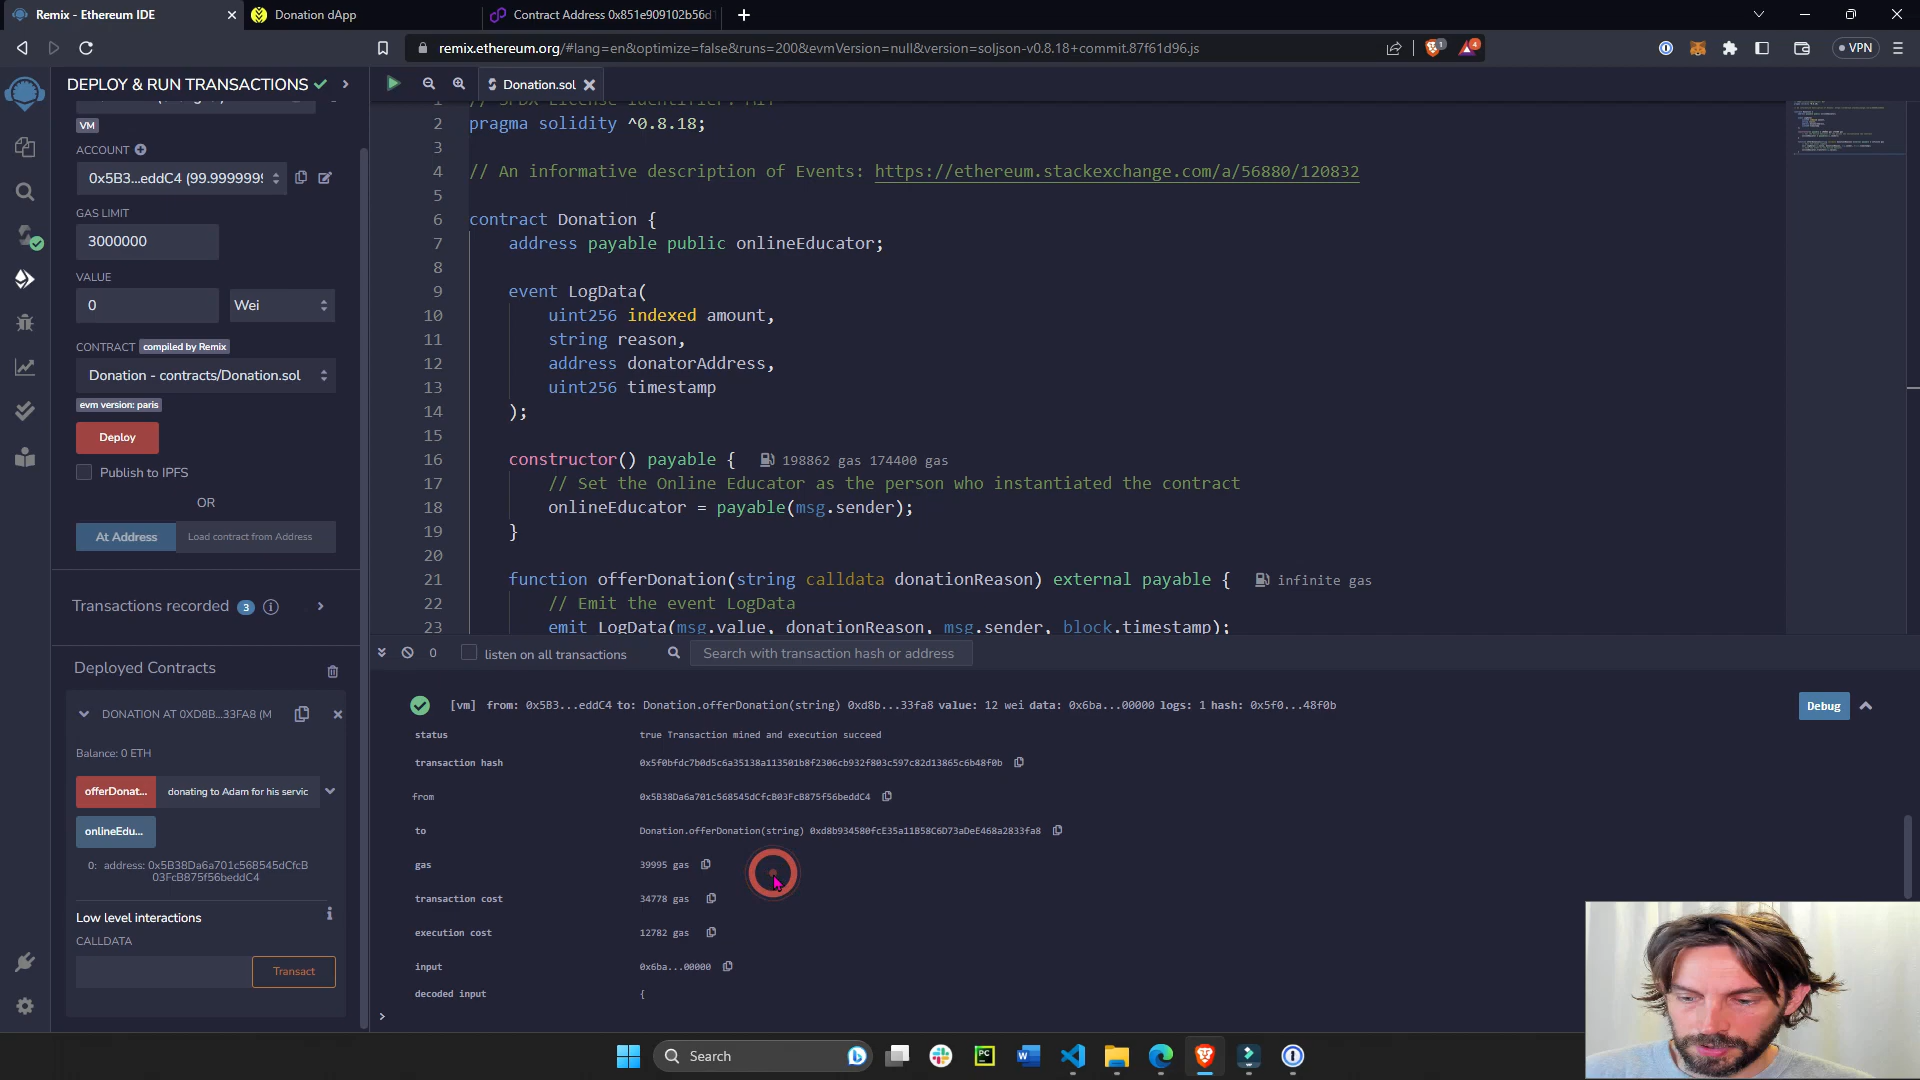 Remix - Ethereum IDE
Donation dApp
Contract Address 0x851e909102b56d1
remix.ethereum.org/#lang=en&optimize=false&runs=200&evmVersion=null&version=soljson-v0.8.18+commit.87f61d96.js
1
4
VPN
DEPLOY & RUN TRANSACTIONS
VM
ACCOUNT
0x5B3...eddC4 (99.9999999
GAS LIMIT
3000000
VALUE
0
Wei
CONTRACT compiled by Remix
Donation - contracts/Donation.sol
evm version: paris
Deploy
Publish to IPFS
OR
At Address
Load contract from Address
Transactions recorded 3 i
Deployed Contracts
DONATION AT 0XD8B...33FA8 (M
Balance: 0 ETH
offerDonat...
donating to Adam for his servic
onlineEdu...
0: address: 0x5B38Da6a701c568545dCfcB
03FcB875f56beddC4
Low level interactions
i
CALLDATA
Transact
Donation.sol
1 // SPDX-License-Identifier: MIT
2 pragma solidity ^0.8.18;
3
4 // An informative description of Events: https://ethereum.stackexchange.com/a/56880/120832
5
6 contract Donation {
7 address payable public onlineEducator;
8
9 event LogData(
10 uint256 indexed amount,
11 string reason,
12 address donatorAddress,
13 uint256 timestamp
14 );
15
16 constructor() payable { 198862 gas 174400 gas
17 // Set the Online Educator as the person who instantiated the contract
18 onlineEducator = payable(msg.sender);
19 }
20
21 function offerDonation(string calldata donationReason) external payable { infinite gas
22 // Emit the event LogData
23 emit LogData(msg.value, donationReason, msg.sender, block.timestamp);
0
listen on all transactions
Search with transaction hash or address
[vm] from: 0x5B3...eddC4 to: Donation.offerDonation(string) 0xd8b...33fa8 value: 12 wei data: 0x6ba...00000 logs: 1 hash: 0x5f0...48f0b
Debug
status true Transaction mined and execution succeed
transaction hash 0x5f0bfdc7b0d5c6a35138a113501b8f2306cb932f803c597c82d13865c6b48f0b
from 0x5B38Da6a701c568545dCfcB03FcB875f56beddC4
to Donation.offerDonation(string) 0xd8b934580fcE35a11B58C6D73aDeE468a2833fa8
gas 39995 gas
transaction cost 34778 gas
execution cost 12782 gas
input 0x6ba...00000
decoded input {
>
Search
PC